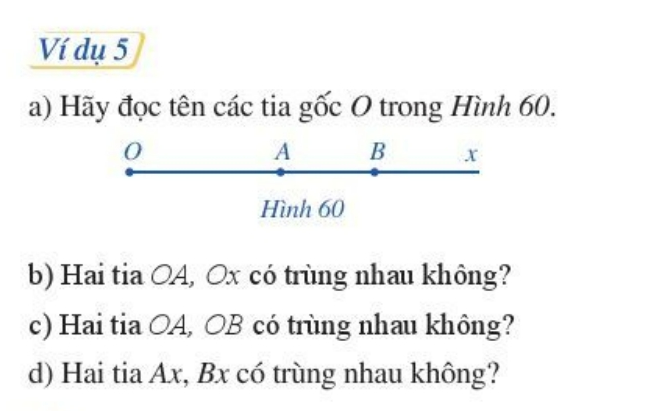 Ví dụ 5
a) Hãy đọc tên các tia gốc O trong Hình 60.
O A B x
Hình 60
b) Hai tia OA, Ox có trùng nhau không?
c) Hai tia OA, OB có trùng nhau không?
d) Hai tia Ax, Bx có trùng nhau không?